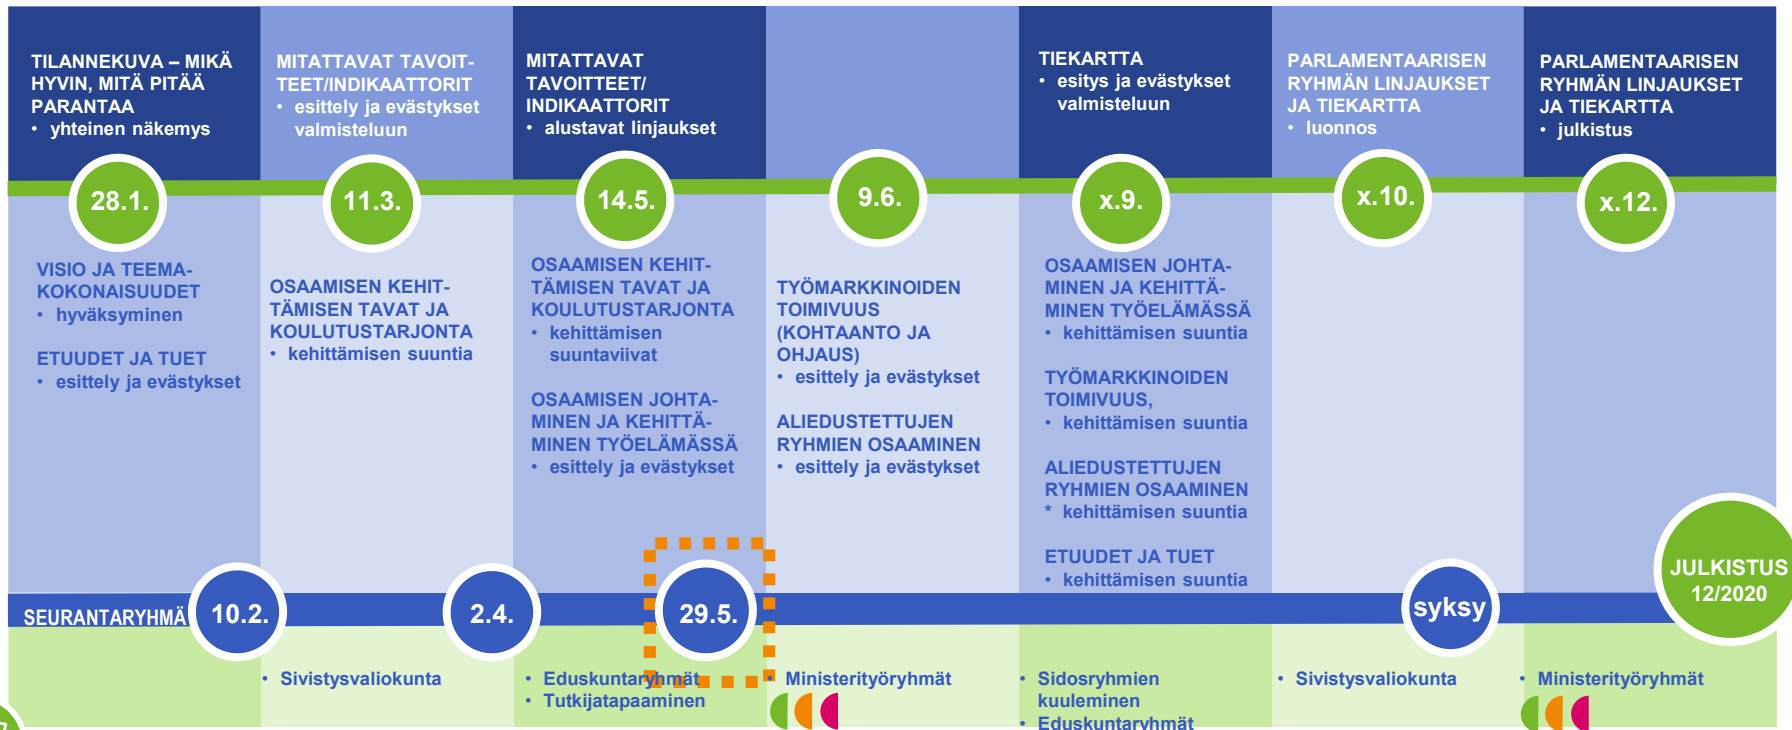 TILANNEKUVA – MIKÄ
HYVIN, MITÄ PITÄÄ
PARANTAA
• yhteinen näkemys
MITATTAVAT TAVOIT-
TEET/INDIKAATTORIT
• esittely ja evästykset
valmisteluun
MITATTAVAT
TAVOITTEET/
INDIKAATTORIT
• alustavat linjaukset
TIEKARTTA
• esitys ja evästykset
valmisteluun
PARLAMENTAARISEN
RYHMÄN LINJAUKSET
JA TIEKARTTA
• luonnos
PARLAMENTAARISEN
RYHMÄN LINJAUKSET
JA TIEKARTTA
• julkistus
28.1.
11.3.
14.5.
9.6.
x.9.
x.10.
x.12.
VISIO JA TEEMA-
KOKONAISUUDET
• hyväksyminen
ETUUDET JA TUET
• esittely ja evästykset
OSAAMISEN KEHIT-
TÄMISEN TAVAT JA
KOULUTUSTARJONTA
• kehittämisen suuntia
OSAAMISEN KEHIT-
TÄMISEN TAVAT JA
KOULUTUSTARJONTA
• kehittämisen
suuntaviivat
OSAAMISEN JOHTA-
MINEN JA KEHITTÄ-
MINEN TYÖELÄMÄSSÄ
• esittely ja evästykset
TYÖMARKKINOIDEN
TOIMIVUUS
(KOHTAANTO JA
OHJAUS)
• esittely ja evästykset
ALIEDUSTETTUJEN
RYHMIEN OSAAMINEN
• esittely ja evästykset
OSAAMISEN JOHTA-
MINEN JA KEHITTÄ-
MINEN TYÖELÄMÄSSÄ
• kehittämisen suuntia
TYÖMARKKINOIDEN
TOIMIVUUS,
• kehittämisen suuntia
ALIEDUSTETTUJEN
RYHMIEN OSAAMINEN
* kehittämisen suuntia
ETUUDET JA TUET
• kehittämisen suuntia
SEURANTARYHMÄ
10.2.
2.4.
29.5.
syksy
JULKISTUS
12/2020
• Sivistysvaliokunta
• Eduskuntaryhmät
• Tutkijatapaaminen
• Ministerityöryhmät
• Sidosryhmien
kuuleminen
• Eduskuntaryhmät
• Sivistysvaliokunta
• Ministerityöryhmät